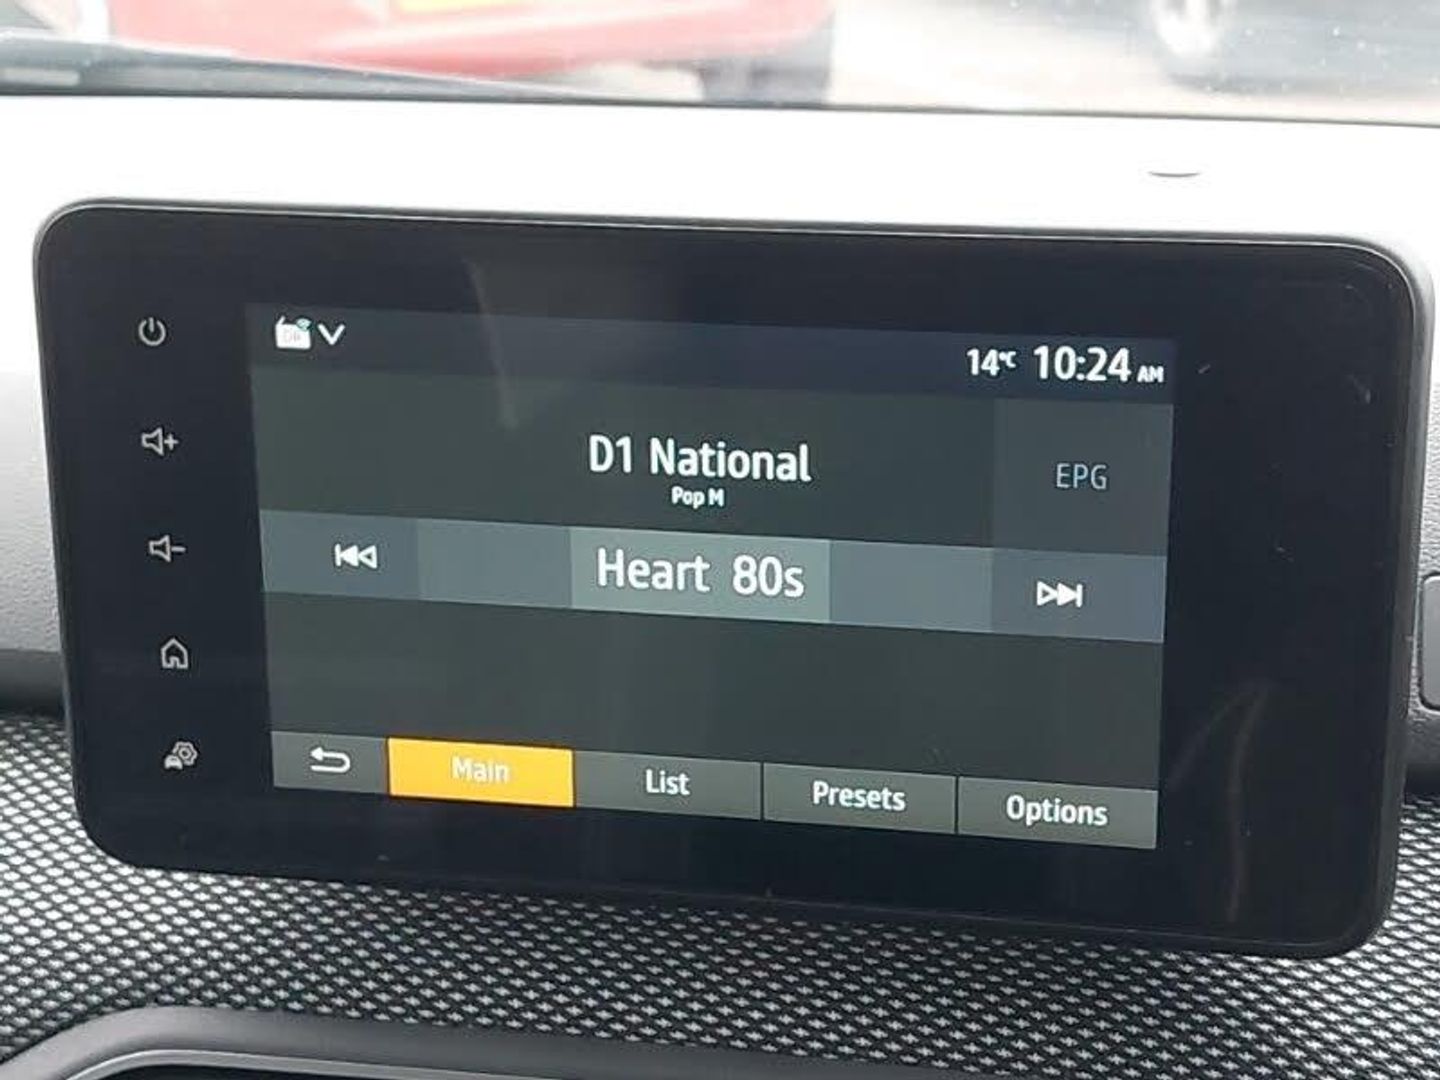 14°C 10:24 AM
D1 National
Pop M
EPG
Heart 80s
Main
List
Presets
Options